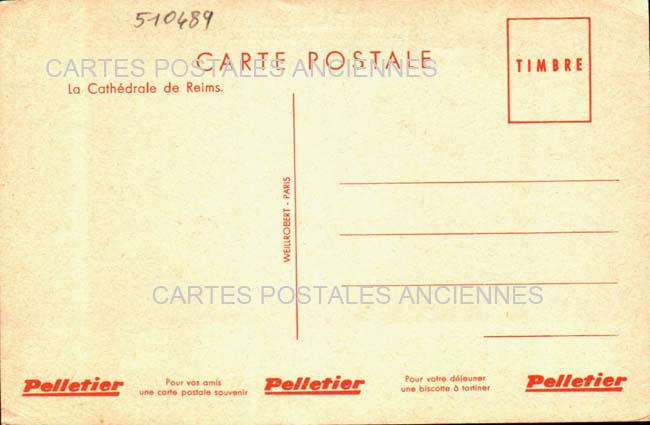 510489
CARTE POSTALE
CARTES POSTALES ANCIENNES
TIMBRE
La Cathédrale de Reims.
WEILLROBERT - PARIS
CARTES POSTALES ANCIENNES
Pelletier
Pour vos amis
une carte postale souvenir
Pelletier
Pour votre déjeuner
une biscotte à tartiner
Pelletier